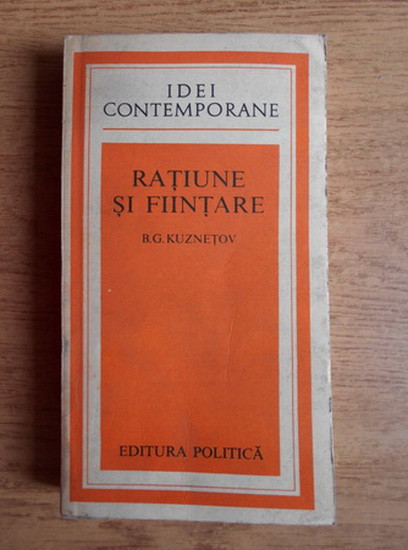 IDEI
CONTEMPORANE
RAȚIUNE
ȘI FIINȚARE
B.G. KUZNEȚOV
EDITURA POLITICĂ